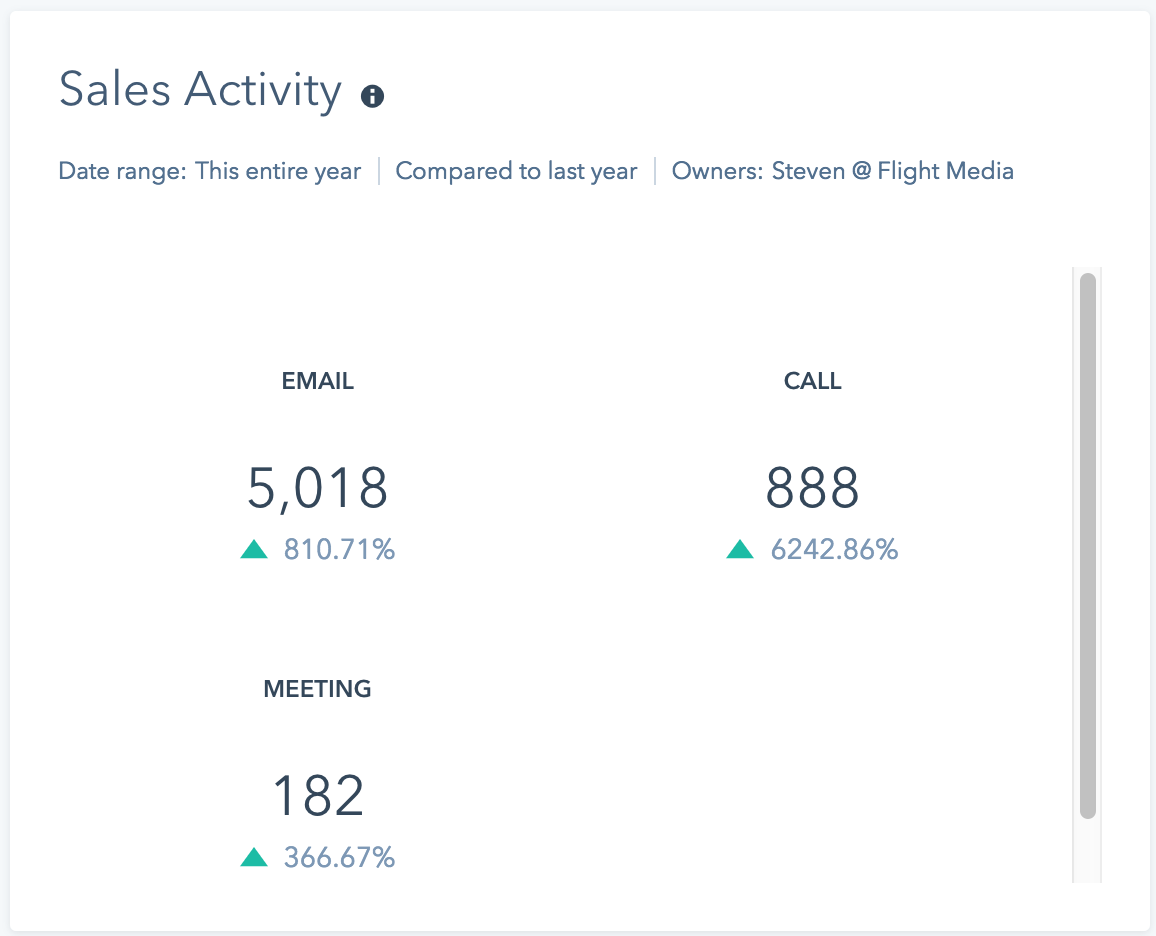 Sales Activity
Date range: This entire year | Compared to last year | Owners: Steven @ Flight Media
EMAIL
5,018
810.71%
CALL
888
6242.86%
MEETING
182
366.67%